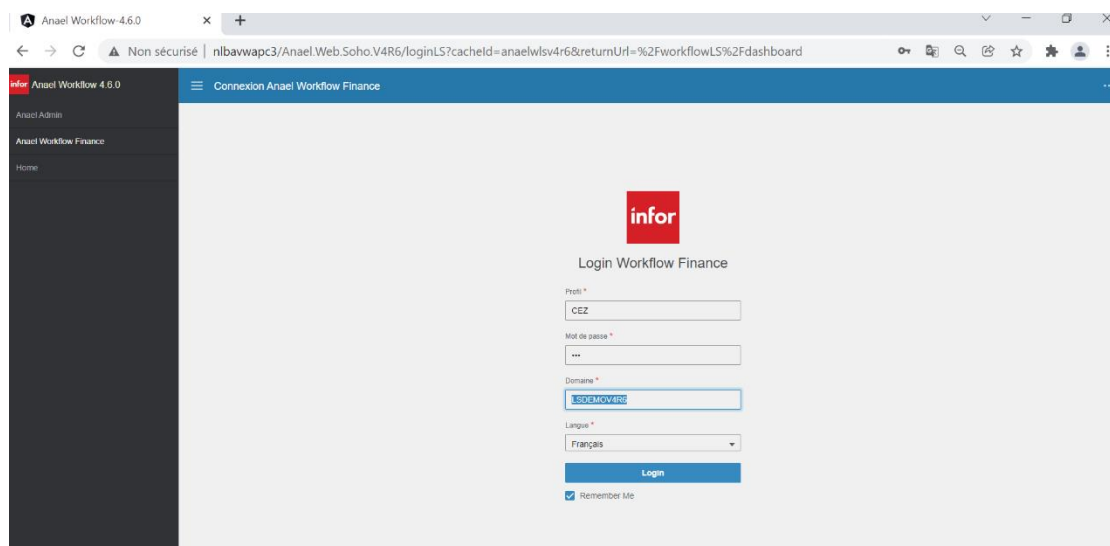 Anael Workflow-4.6.0
Non sécurisé | nlbavwapc3/Anael.Web.Soho.V4R6/loginLS?cacheId=anaelwlsv4r6&returnUrl=%2FworkflowLS%2Fdashboard
infor Anael Workflow 4.6.0
Connexion Anael Workflow Finance
Anael Admin
Anael Workflow Finance
Home
infor
Login Workflow Finance
Profil *
CEZ
Mot de passe *
•••
Domaine *
LSDEMOV4R6
Langue *
Français
Login
Remember Me